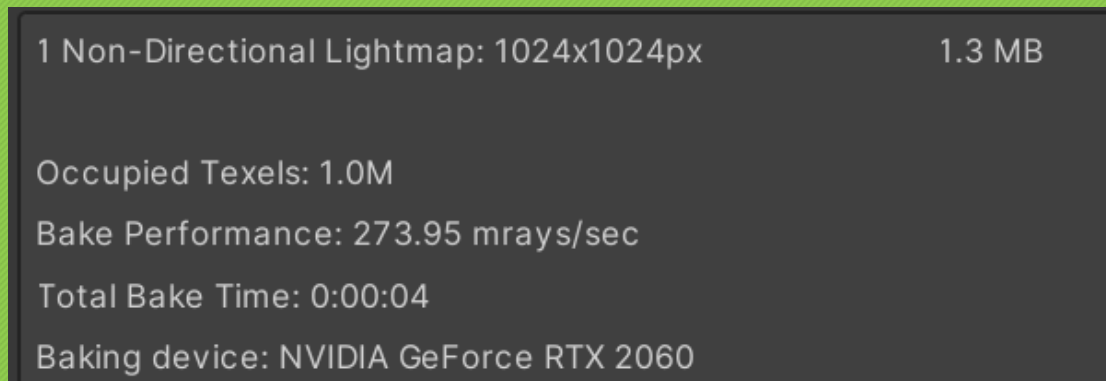 1 Non-Directional Lightmap: 1024x1024px 1.3 MB
Occupied Texels: 1.0M
Bake Performance: 273.95 mrays/sec
Total Bake Time: 0:00:04
Baking device: NVIDIA GeForce RTX 2060